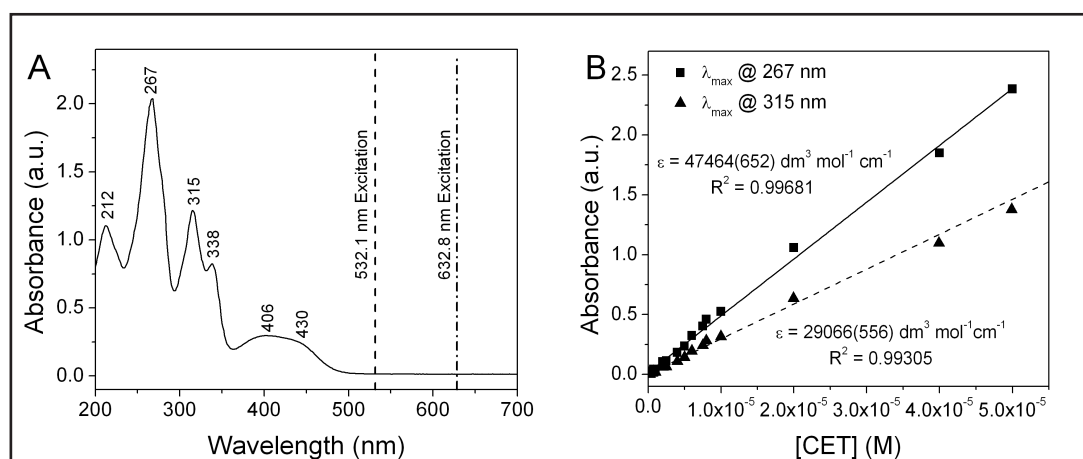 A
Absorbance (a.u.)
2.0
1.5
1.0
0.5
0.0
212
267
315
338
406
430
532.1 nm Excitation
632.8 nm Excitation
200
300
400
500
600
700
Wavelength (nm)
B
Absorbance (a.u.)
2.5
2.0
1.5
1.0
0.5
0.0
λmax @ 267 nm
λmax @ 315 nm
ε = 47464(652) dm³ mol⁻¹ cm⁻¹
R² = 0.99681
ε = 29066(556) dm³ mol⁻¹cm⁻¹
R² = 0.99305
0.0
1.0x10⁻⁵
2.0x10⁻⁵
3.0x10⁻⁵
4.0x10⁻⁵
5.0x10⁻⁵
[CET] (M)